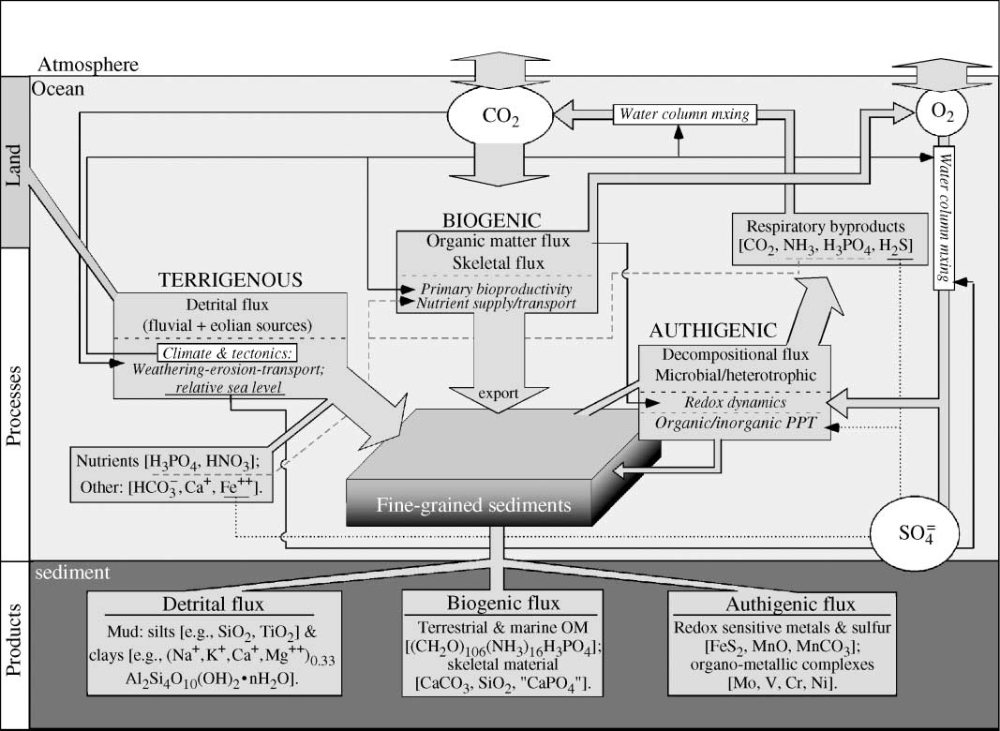 Atmosphere
Ocean
Land
Processes
Products
CO₂
O₂
Water column mxing
Water column mxing
Respiratory byproducts
[CO₂, NH₃, H₃PO₄, H₂S]
BIOGENIC
Organic matter flux
Skeletal flux
Primary bioproductivity
Nutrient supply/transport
export
TERRIGENOUS
Detrital flux
(fluvial + eolian sources)
Climate & tectonics:
Weathering-erosion-transport;
relative sea level
AUTHIGENIC
Decompositional flux
Microbial/heterotrophic
Redox dynamics
Organic/inorganic PPT
Nutrients [H₃PO₄, HNO₃];
Other: [HCO₃⁻, Ca⁺, Fe⁺⁺].
Fine-grained sediments
SO₄⁼
sediment
Detrital flux
Mud: silts [e.g., SiO₂, TiO₂] &
clays [e.g., (Na⁺,K⁺,Ca⁺,Mg⁺⁺)₀.₃₃
Al₂Si₄O₁₀(OH)₂•nH₂O].
Biogenic flux
Terrestrial & marine OM
[(CH₂O)₁₀₆(NH₃)₁₆H₃PO₄];
skeletal material
[CaCO₃, SiO₂, "CaPO₄"].
Authigenic flux
Redox sensitive metals & sulfur
[FeS₂, MnO, MnCO₃];
organo-metallic complexes
[Mo, V, Cr, Ni].